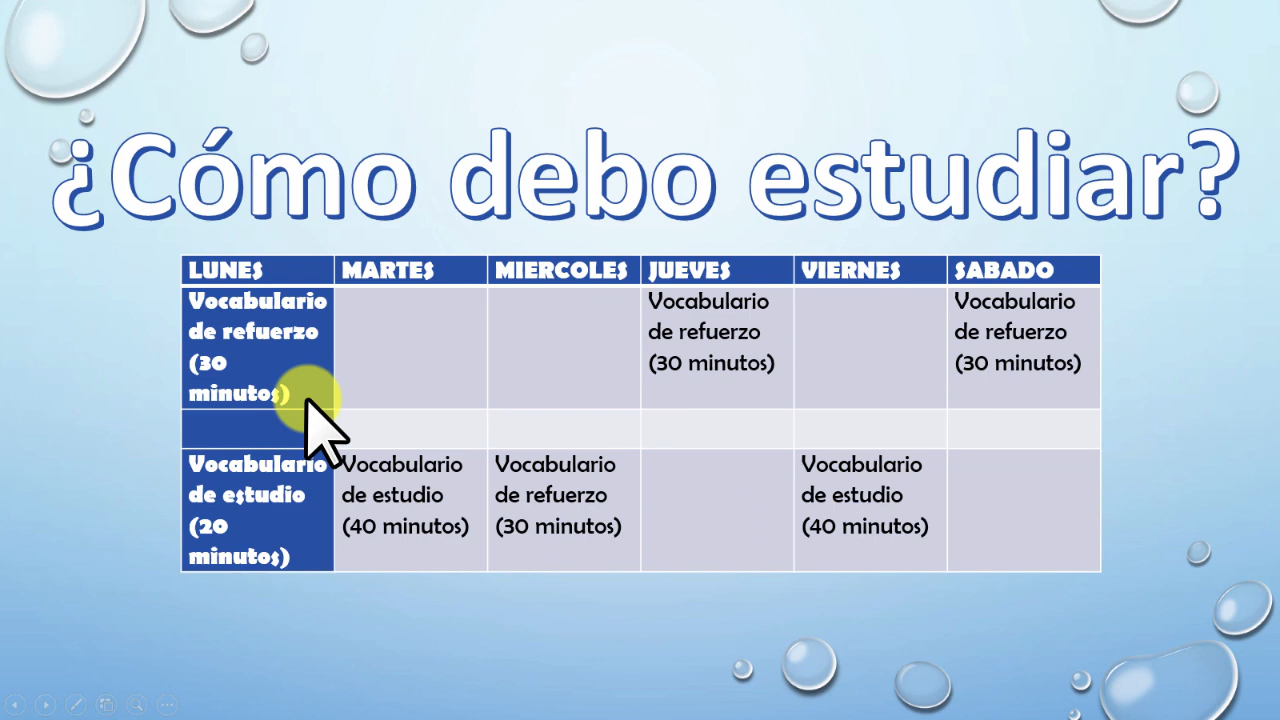 ¿Cómo debo estudiar?
LUNES MARTES MIERCOLES JUEVES VIERNES SABADO
Vocabulario Vocabulario Vocabulario
de refuerzo de refuerzo de refuerzo
(30 (30 minutos) (30 minutos)
minutos)
Vocabulario Vocabulario Vocabulario Vocabulario
de estudio de estudio de refuerzo de estudio
(20 (40 minutos) (30 minutos) (40 minutos)
minutos)